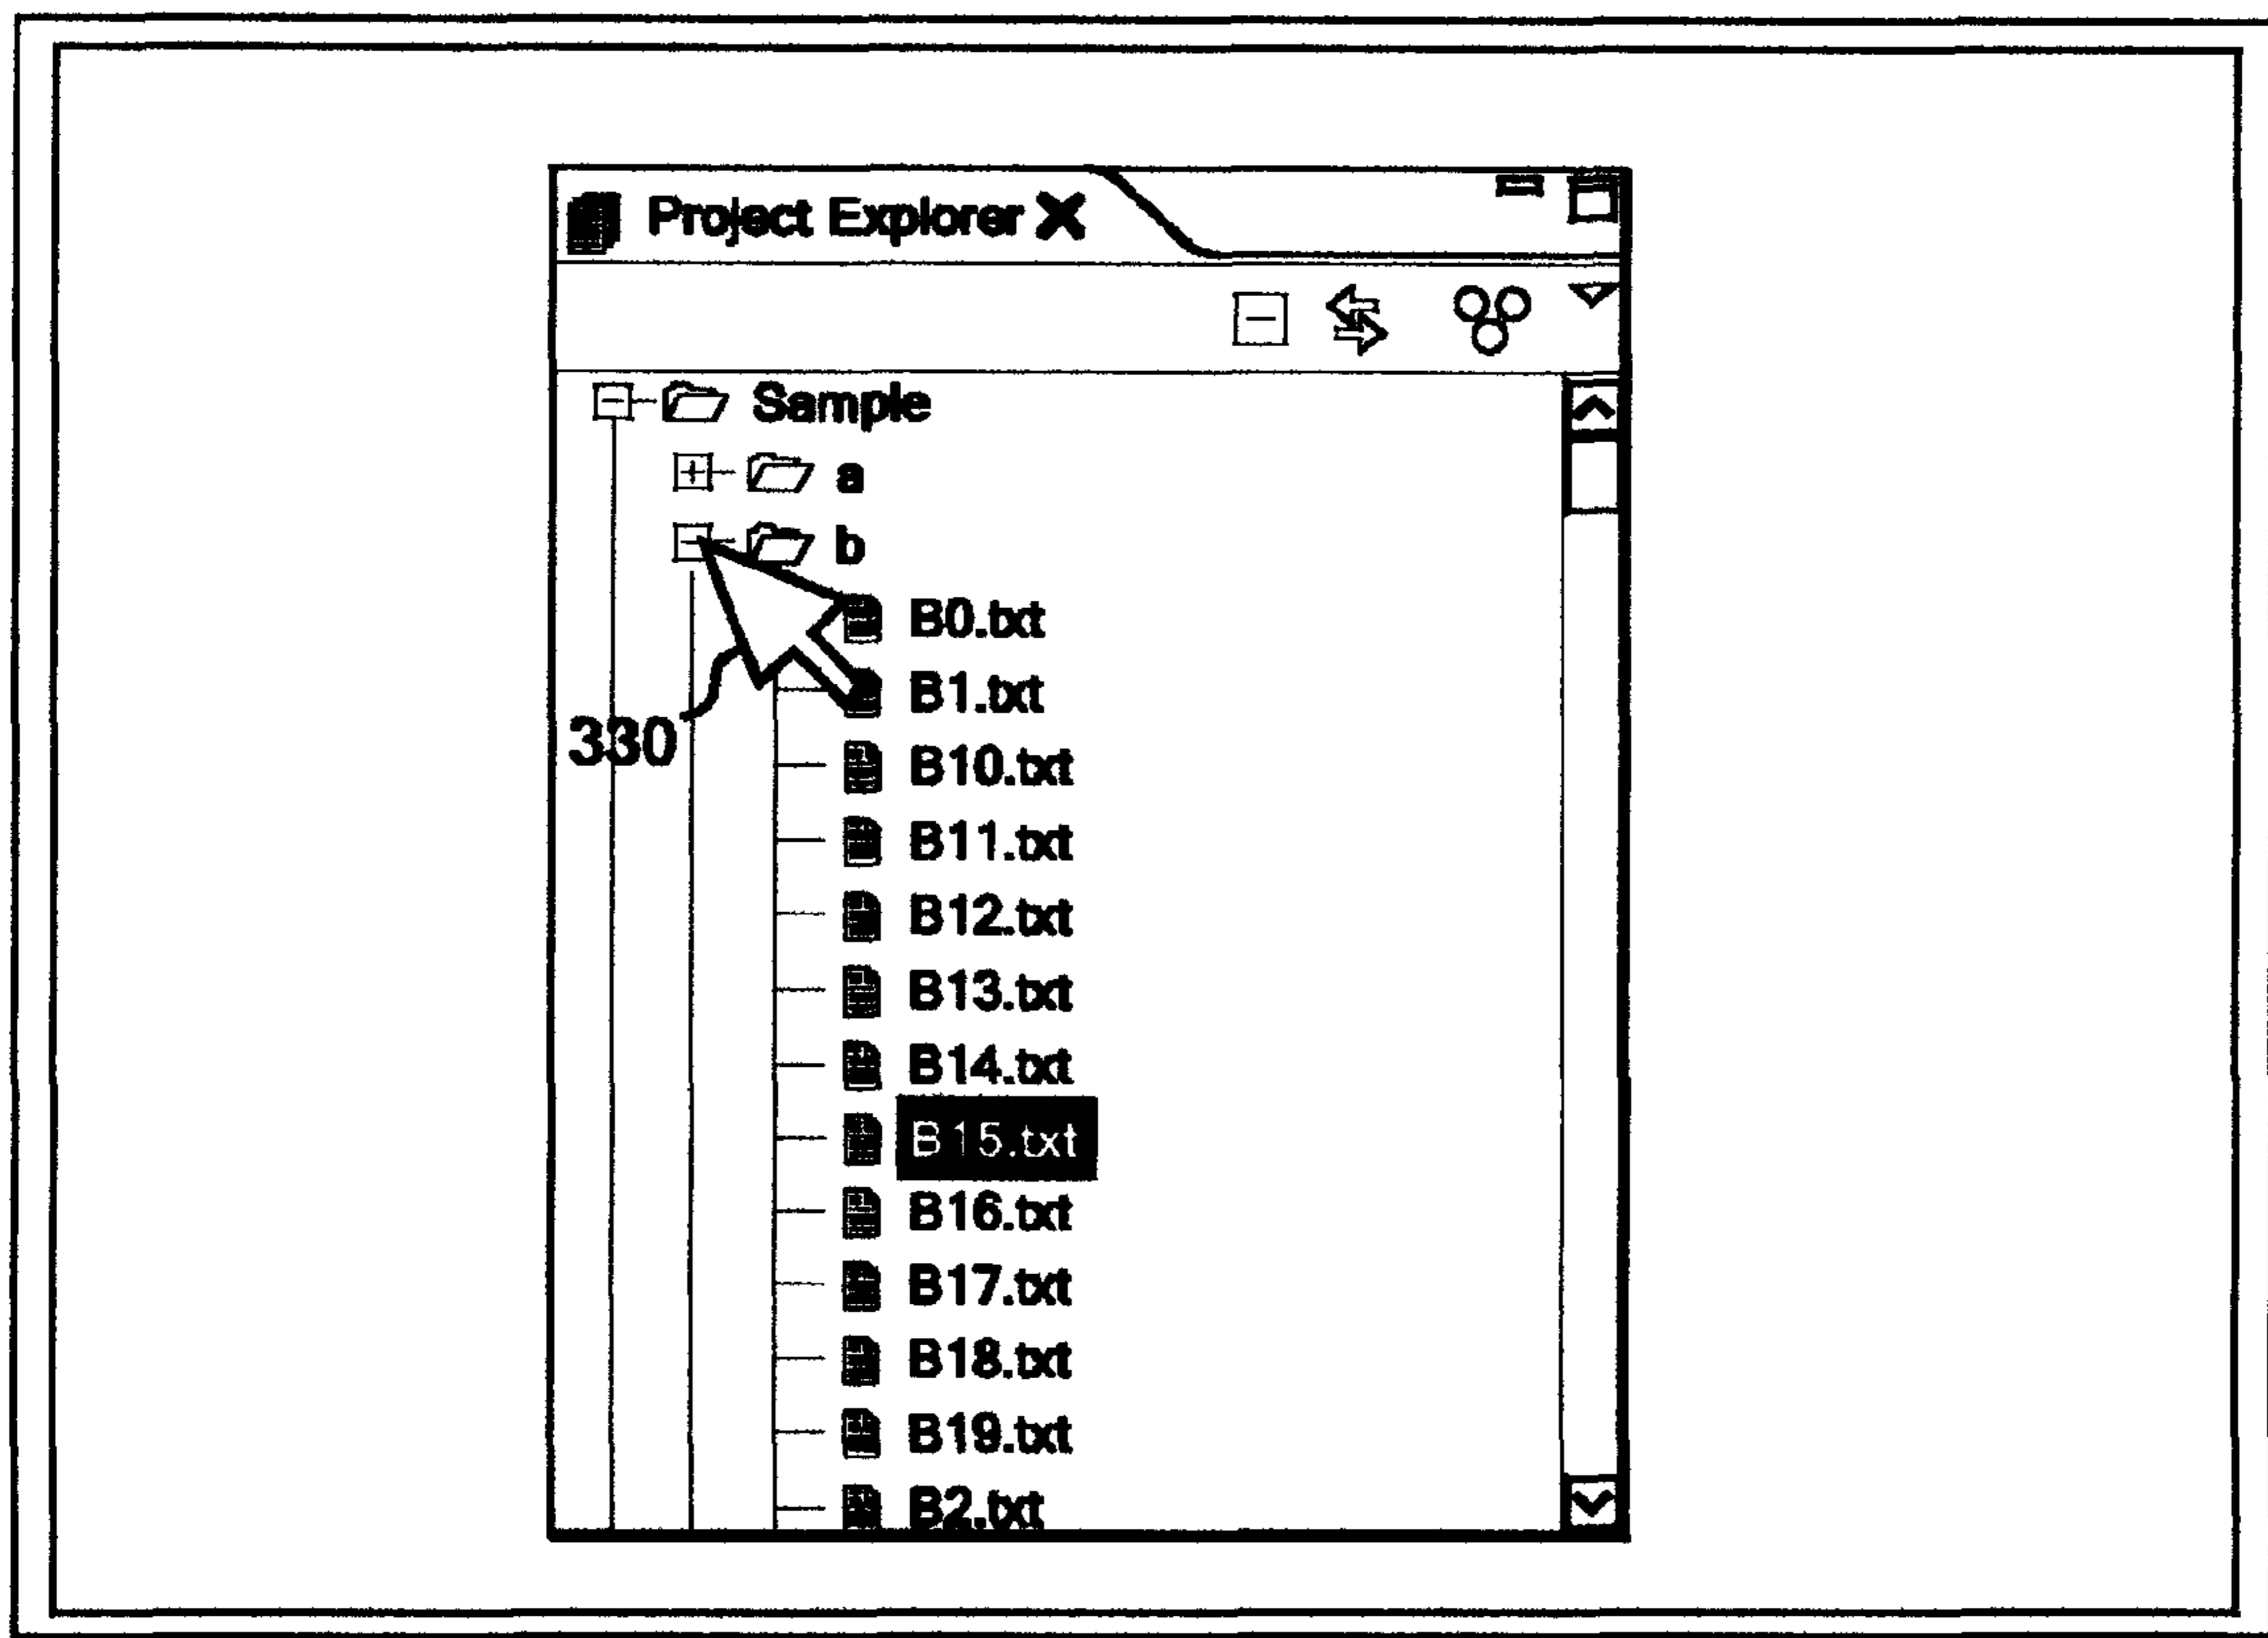 Project Explorer
Sample
a
b
B0.txt
B1.txt
330
B10.txt
B11.txt
B12.txt
B13.txt
B14.txt
B15.txt
B16.txt
B17.txt
B18.txt
B19.txt
B2.txt